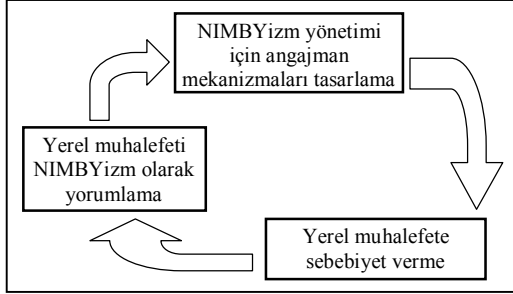 NIMBYizm yönetimi
için angajman
mekanizmaları tasarlama
Yerel muhalefeti
NIMBYizm olarak
yorumlama
Yerel muhalefete
sebebiyet verme